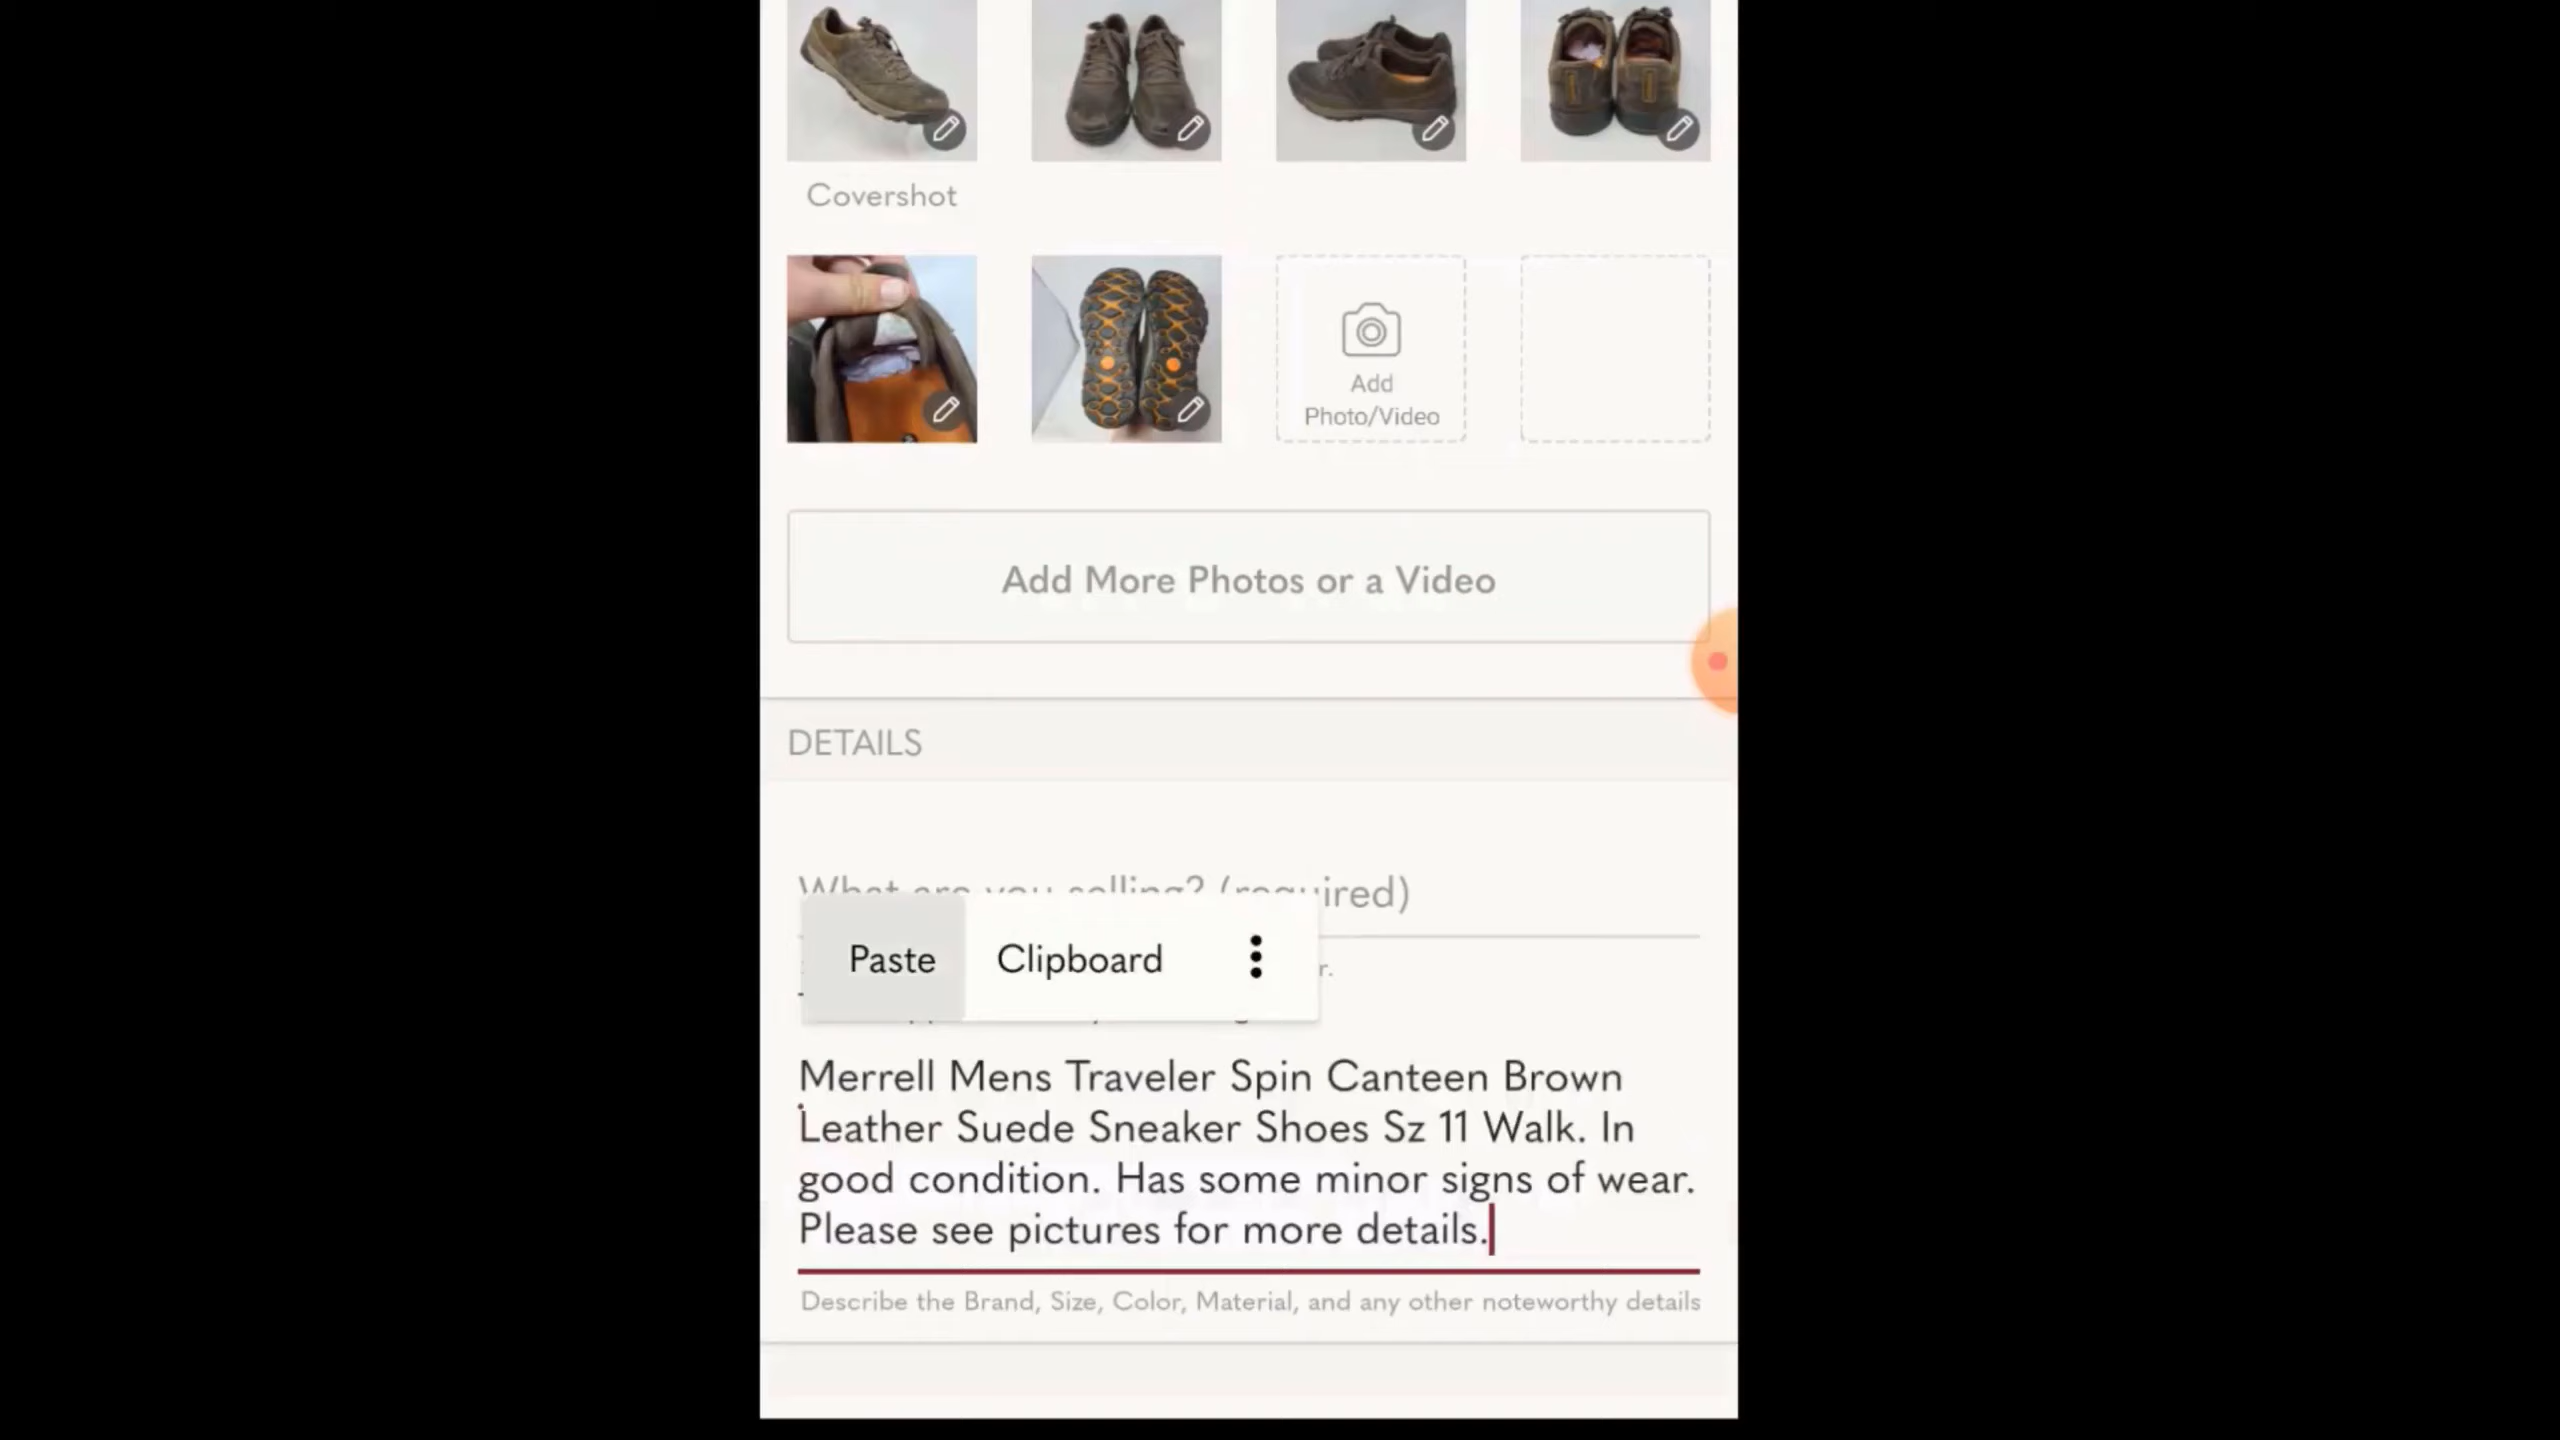 Covershot
Add
Photo/Video
Add More Photos or a Video
DETAILS
What are you selling? (required)
Paste
Clipboard
r.
Merrell Mens Traveler Spin Canteen Brown
Leather Suede Sneaker Shoes Sz 11 Walk. In
good condition. Has some minor signs of wear.
Please see pictures for more details.
Describe the Brand, Size, Color, Material, and any other noteworthy details